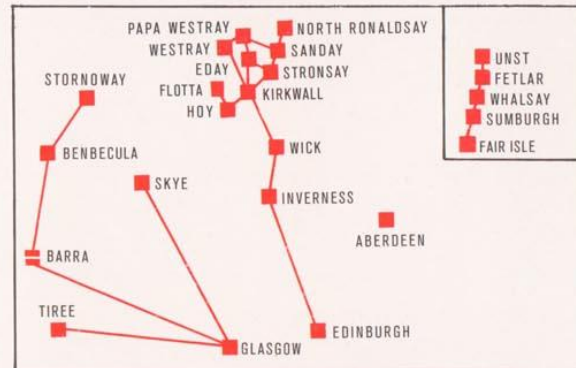 PAPA WESTRAY
NORTH RONALDSAY
WESTRAY
SANDAY
EDAY
STRONSAY
STORNOWAY
FLOTTA
KIRKWALL
HOY
UNST
FETLAR
WHALSAY
SUMBURGH
FAIR ISLE
BENBECULA
WICK
SKYE
INVERNESS
ABERDEEN
BARRA
TIREE
GLASGOW
EDINBURGH